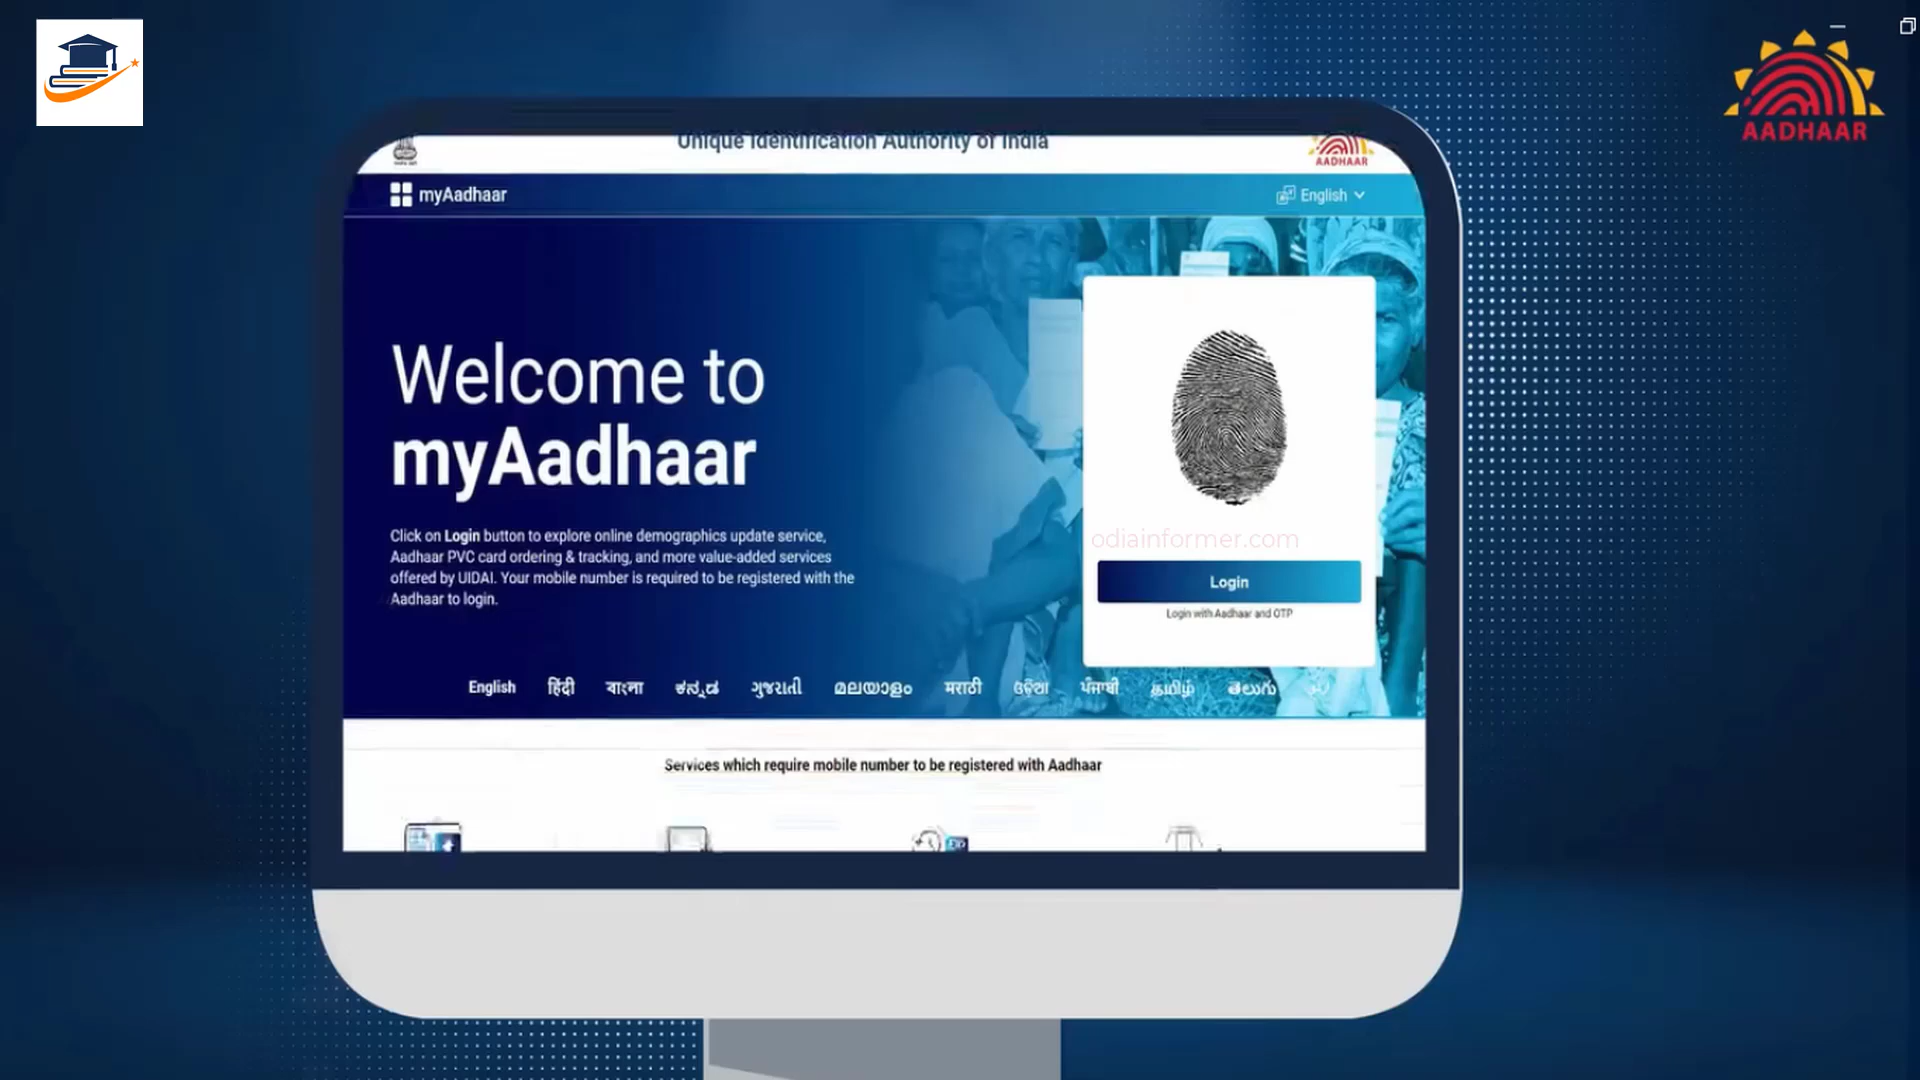 AADHAAR
Unique Identification Authority of India
AADHAAR
myAadhaar
English
Welcome to
myAadhaar
Click on Login button to explore online demographics update service,
Aadhaar PVC card ordering & tracking, and more value-added services
offered by UIDAI. Your mobile number is required to be registered with the
Aadhaar to login.
odiainformer.com
Login
Login with Aadhaar and OTP
English हिंदी বাংলা ಕನ್ನಡ ગુજરાતી മലയാളം मराठी ଓଡ଼ିଆ ਪੰਜਾਬੀ தமிழ் తెలుగు
Services which require mobile number to be registered with Aadhaar